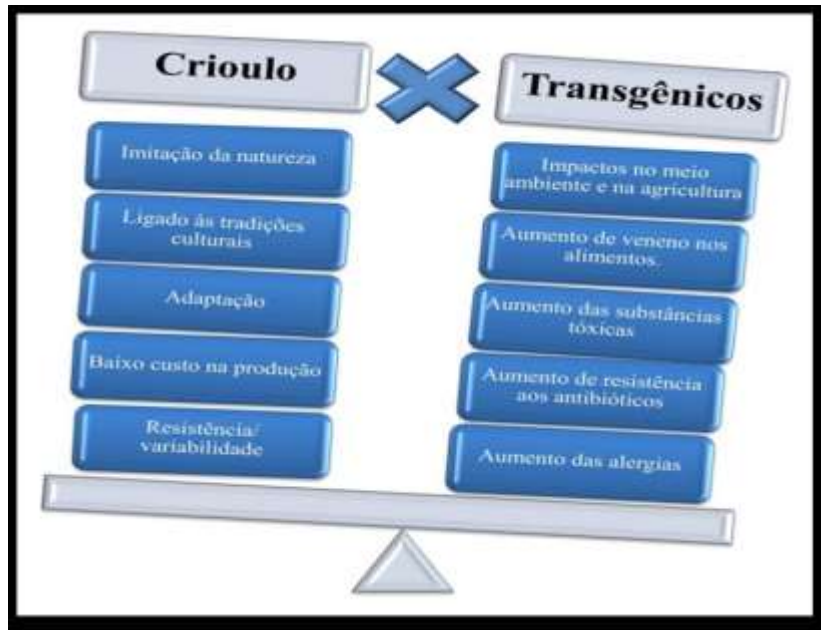 Crioulo
Transgênicos
Imitação da natureza
Ligado ás tradições
culturais
Adaptação
Baixo custo na produção
Resistência/
variabilidade
Impactos no meio
ambiente e na agricultura
Aumento de veneno nos
alimentos.
Aumento das substâncias
tóxicas
Aumento de resistência
aos antibióticos
Aumento das alergias